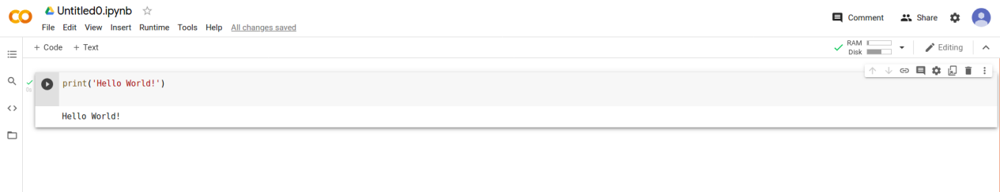 Untitled0.ipynb
File Edit View Insert Runtime Tools Help All changes saved
Comment Share
+ Code + Text
RAM
Disk
Editing
0s
print('Hello World!')
Hello World!